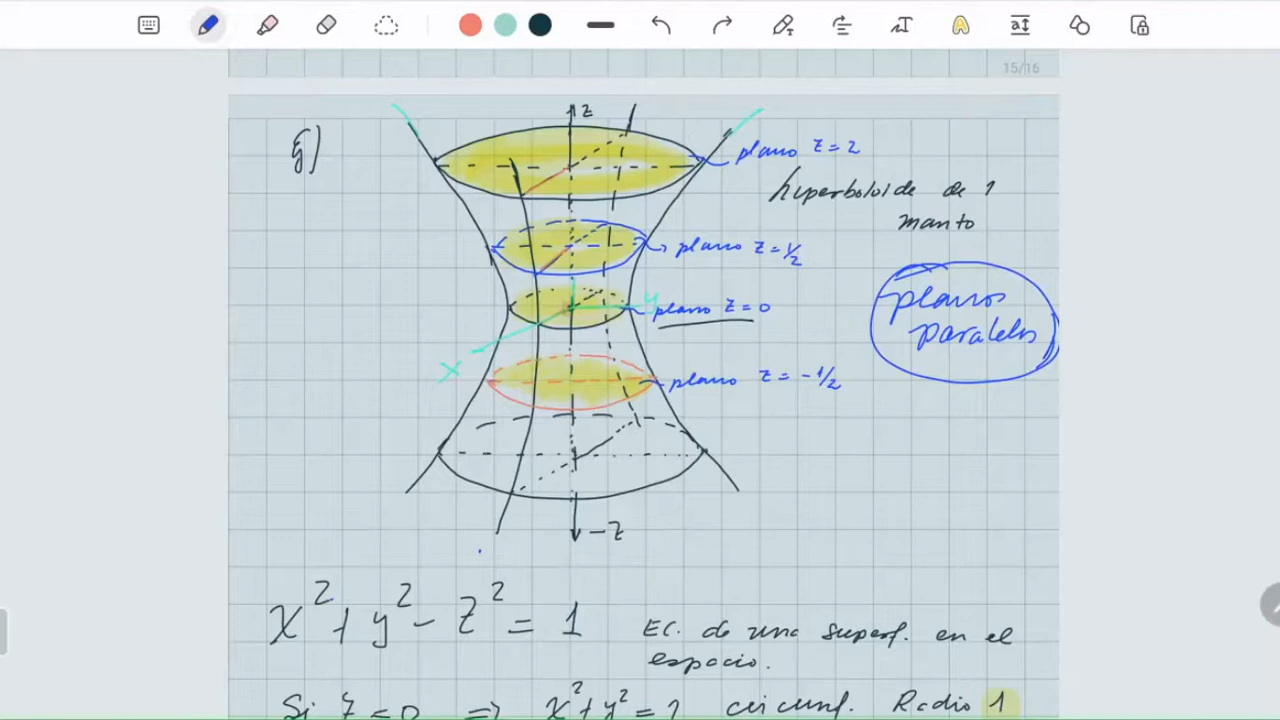 15/16
z
plano z = 2
hiperboloide de 1
manto
plano z = 1/2
planos
paralelos
y
plano z = 0
x
plano z = -1/2
-z
x² + y² - z² = 1
Ec. de una superf. en el
espacio.
Si z = 0 ⇒ x² + y² = 1 circunf. Radio 1